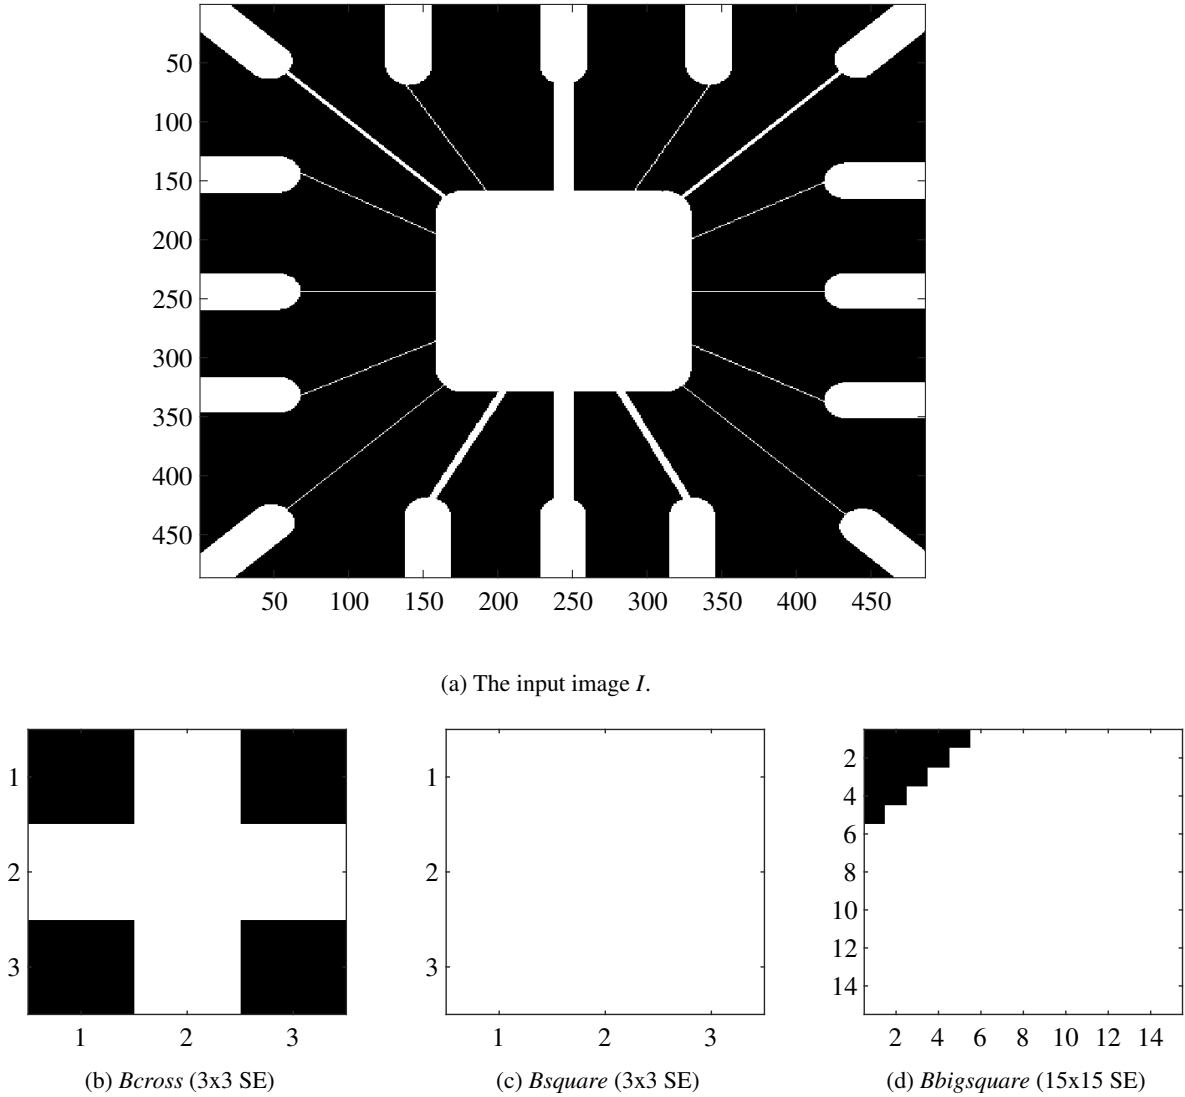 50
100
150
200
250
300
350
400
450
50 100 150 200 250 300 350 400 450
(a) The input image I.
1
2
3
1 2 3
(b) Bcross (3x3 SE)
1
2
3
1 2 3
(c) Bsquare (3x3 SE)
2
4
6
8
10
12
14
2 4 6 8 10 12 14
(d) Bbigsquare (15x15 SE)